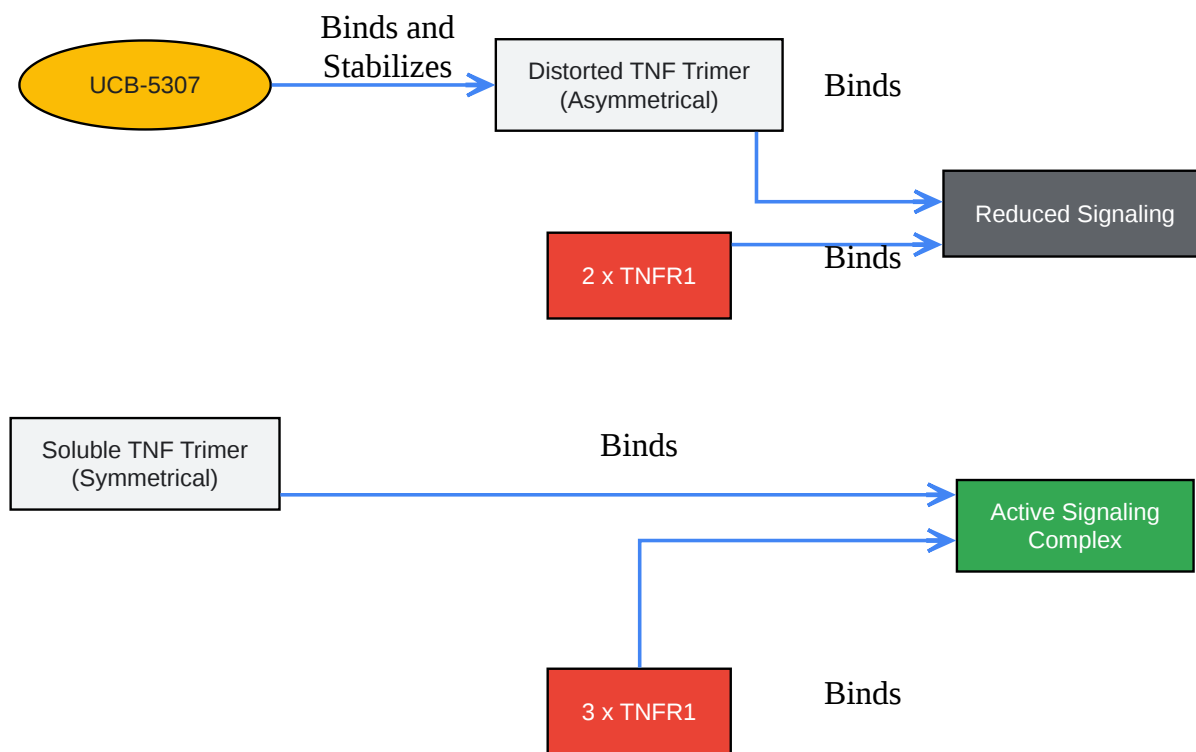 Binds and
Stabilizes
UCB-5307
Distorted TNF Trimer
(Asymmetrical)
Binds
Reduced Signaling
Binds
2 x TNFR1
Soluble TNF Trimer
(Symmetrical)
Binds
Active Signaling
Complex
3 x TNFR1
Binds